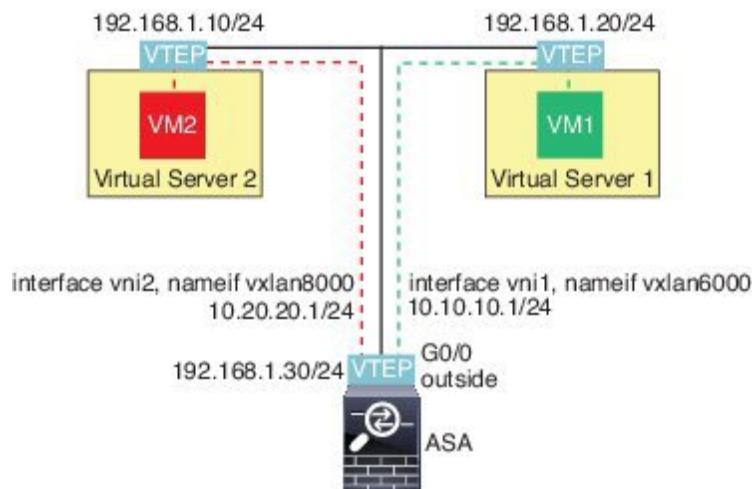 192.168.1.10/24
192.168.1.20/24
VTEP
VTEP
VM2
VM1
Virtual Server 2
Virtual Server 1
interface vni2, nameif vxlan8000
10.20.20.1/24
interface vni1, nameif vxlan6000
10.10.10.1/24
192.168.1.30/24
VTEP
G0/0
outside
ASA